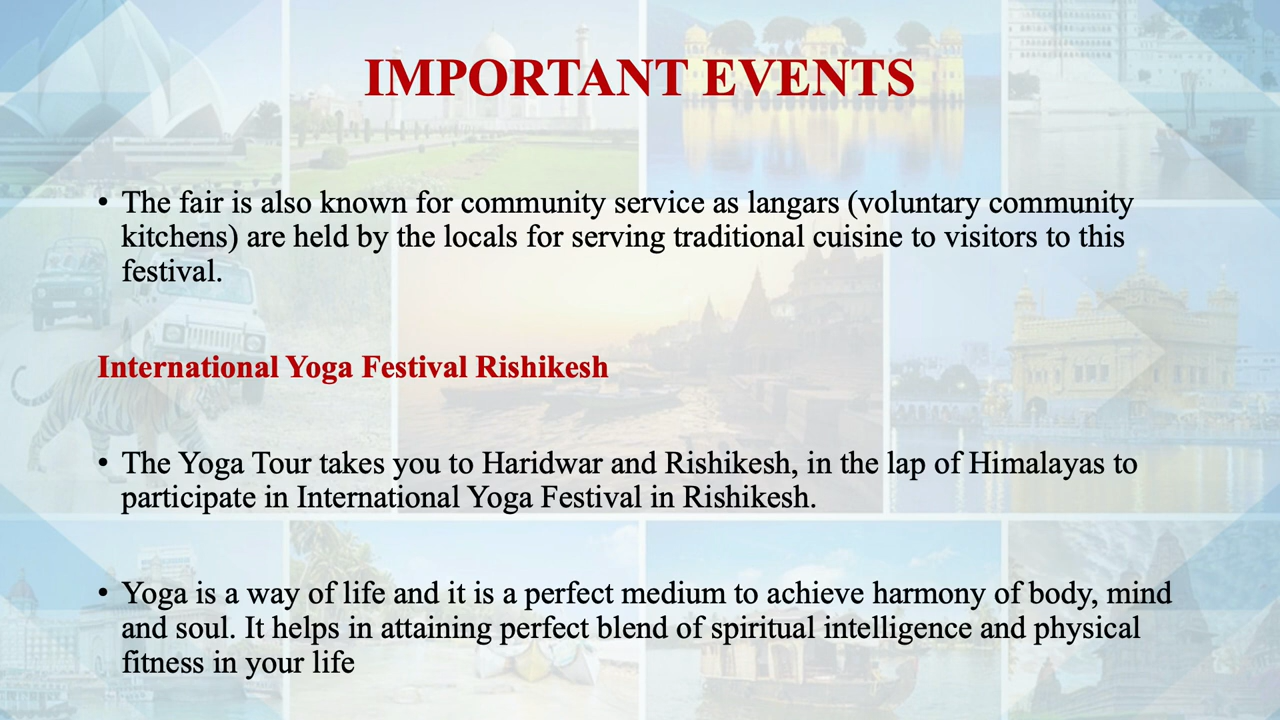 IMPORTANT EVENTS
• The fair is also known for community service as langars (voluntary community
kitchens) are held by the locals for serving traditional cuisine to visitors to this
festival.
International Yoga Festival Rishikesh
• The Yoga Tour takes you to Haridwar and Rishikesh, in the lap of Himalayas to
participate in International Yoga Festival in Rishikesh.
• Yoga is a way of life and it is a perfect medium to achieve harmony of body, mind
and soul. It helps in attaining perfect blend of spiritual intelligence and physical
fitness in your life